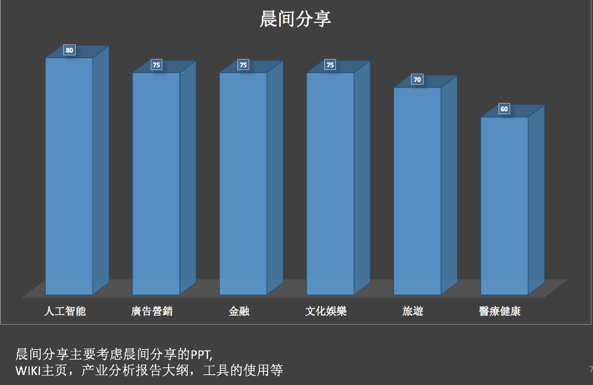 晨间分享
80
75
75
75
70
60
人工智能
廣告營銷
金融
文化娛樂
旅遊
醫療健康
晨间分享主要考虑晨间分享的PPT,
WIKI主页，产业分析报告大纲，工具的使用等
7